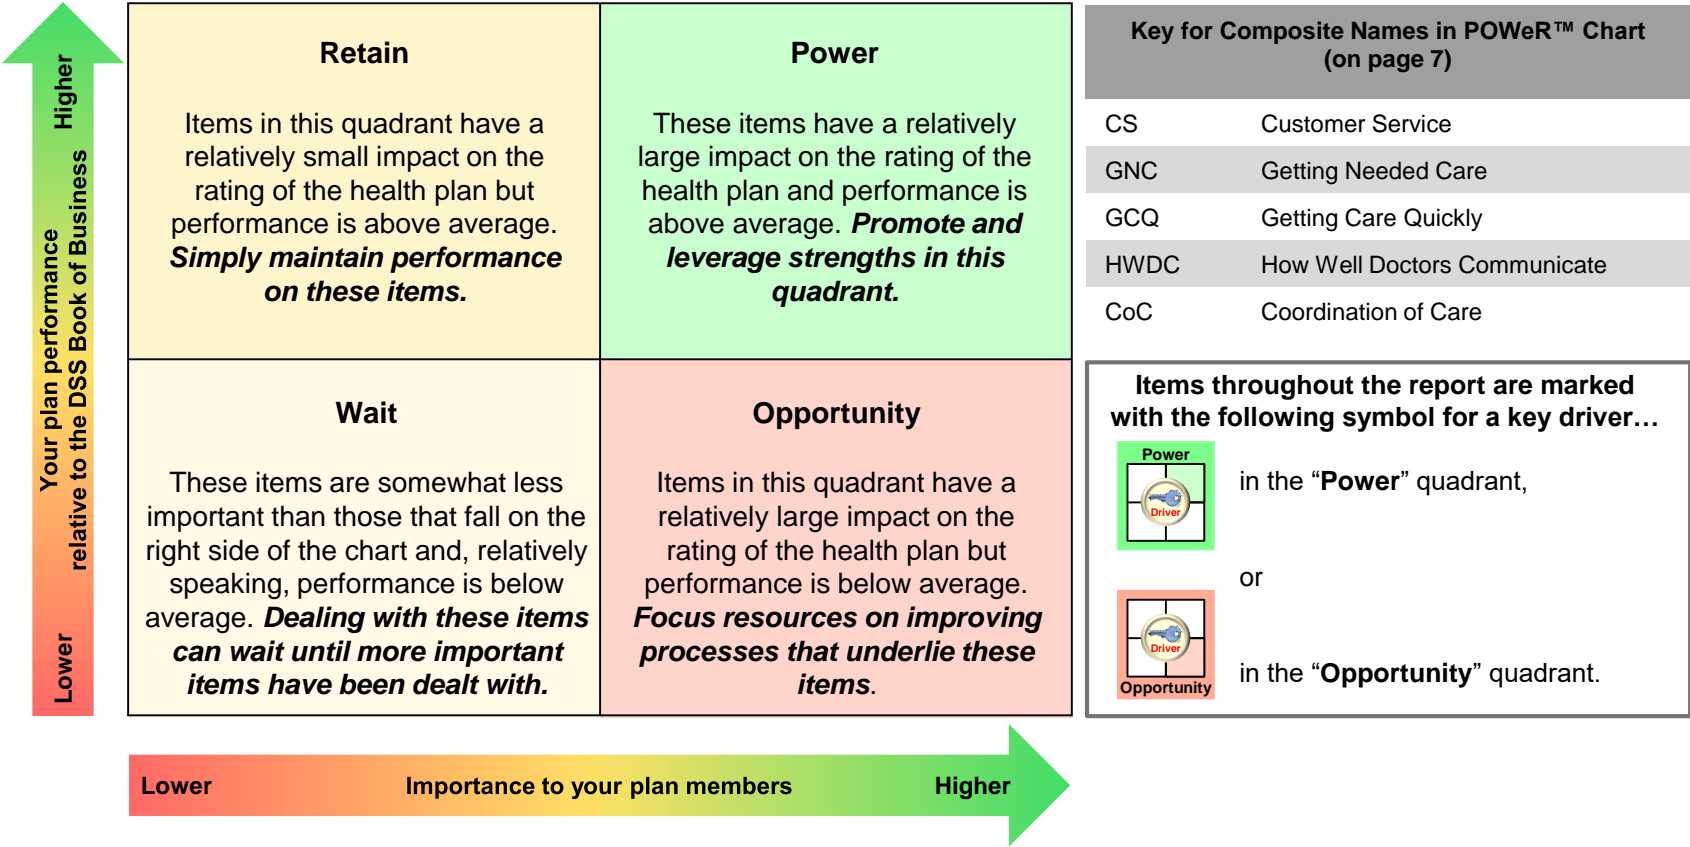 Higher
Your plan performance
relative to the DSS Book of Business
Lower
Retain
Items in this quadrant have a
relatively small impact on the
rating of the health plan but
performance is above average.
Simply maintain performance
on these items.
Power
These items have a relatively
large impact on the rating of the
health plan and performance is
above average. Promote and
leverage strengths in this
quadrant.
Wait
These items are somewhat less
important than those that fall on the
right side of the chart and, relatively
speaking, performance is below
average. Dealing with these items
can wait until more important
items have been dealt with.
Opportunity
Items in this quadrant have a
relatively large impact on the
rating of the health plan but
performance is below average.
Focus resources on improving
processes that underlie these
items.
Lower Importance to your plan members Higher
Key for Composite Names in POWeR™ Chart
(on page 7)
CS Customer Service
GNC Getting Needed Care
GCQ Getting Care Quickly
HWDC How Well Doctors Communicate
CoC Coordination of Care
Items throughout the report are marked
with the following symbol for a key driver…
Power
Driver
in the “Power” quadrant,
or
Driver
Opportunity
in the “Opportunity” quadrant.